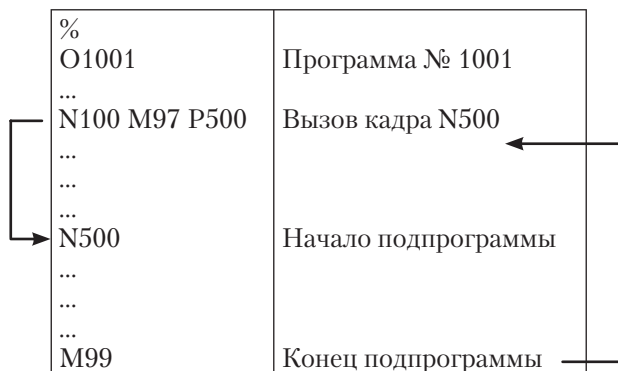 %
O1001 Программа № 1001
...
N100 M97 P500 Вызов кадра N500
...
...
...
N500 Начало подпрограммы
...
...
...
M99 Конец подпрограммы